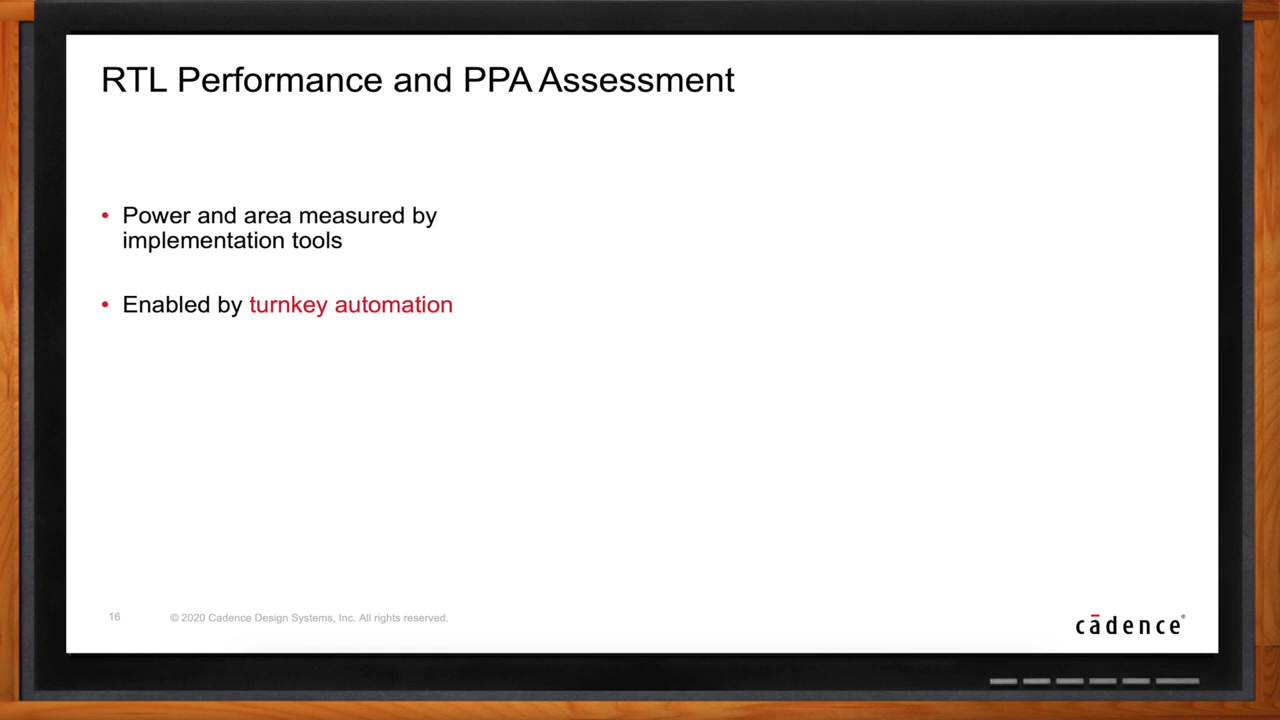 RTL Performance and PPA Assessment
• Power and area measured by
implementation tools
• Enabled by turnkey automation
16 © 2020 Cadence Design Systems, Inc. All rights reserved.
cādence®